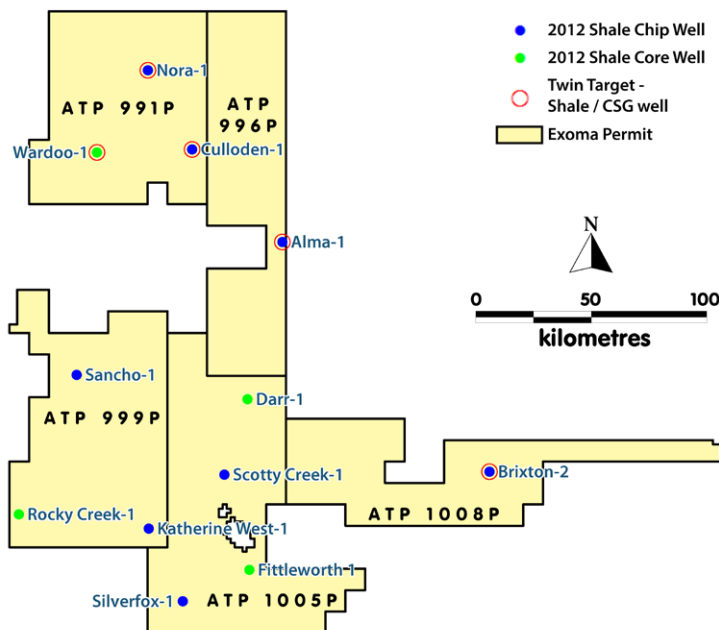 2012 Shale Chip Well
2012 Shale Core Well
Twin Target -
Shale / CSG well
Exoma Permit
Nora-1
ATP 991P
ATP
996P
Wardoo-1
Culloden-1
Alma-1
N
0
50
100
kilometres
Sancho-1
ATP 999P
Darr-1
Scotty Creek-1
Brixton-2
Rocky Creek-1
Katherine West-1
ATP 1008P
Fittleworth 1
Silverfox-1
ATP 1005P